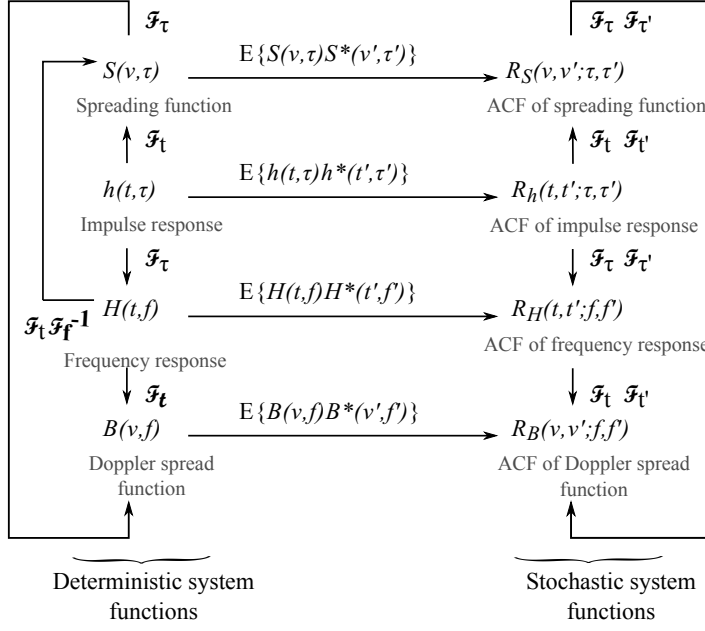 𝓕τ
𝓕τ 𝓕τ'
S(ν,τ)
E{S(ν,τ)S*(ν',τ')}
R_S(ν,ν';τ,τ')
Spreading function
ACF of spreading function
𝓕t
𝓕t 𝓕t'
h(t,τ)
E{h(t,τ)h*(t',τ')}
R_h(t,t';τ,τ')
Impulse response
ACF of impulse response
𝓕τ
𝓕τ 𝓕τ'
H(t,f)
E{H(t,f)H*(t',f')}
R_H(t,t';f,f')
𝓕t𝓕f⁻¹
Frequency response
ACF of frequency response
𝓕t
𝓕t 𝓕t'
B(ν,f)
E{B(ν,f)B*(ν',f')}
R_B(ν,ν';f,f')
Doppler spread
function
ACF of Doppler spread
function
Deterministic system
functions
Stochastic system
functions